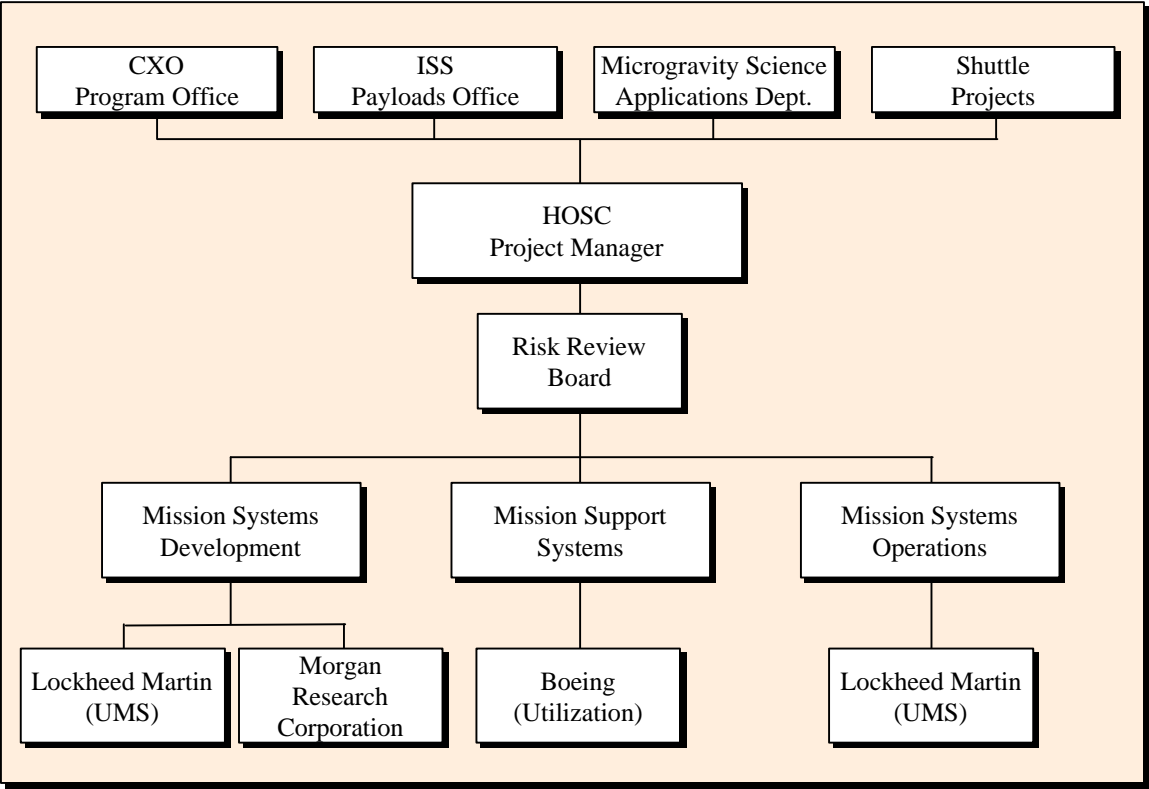 CXO
Program Office
ISS
Payloads Office
Microgravity Science
Applications Dept.
Shuttle
Projects
HOSC
Project Manager
Risk Review
Board
Mission Systems
Development
Mission Support
Systems
Mission Systems
Operations
Lockheed Martin
(UMS)
Morgan
Research
Corporation
Boeing
(Utilization)
Lockheed Martin
(UMS)